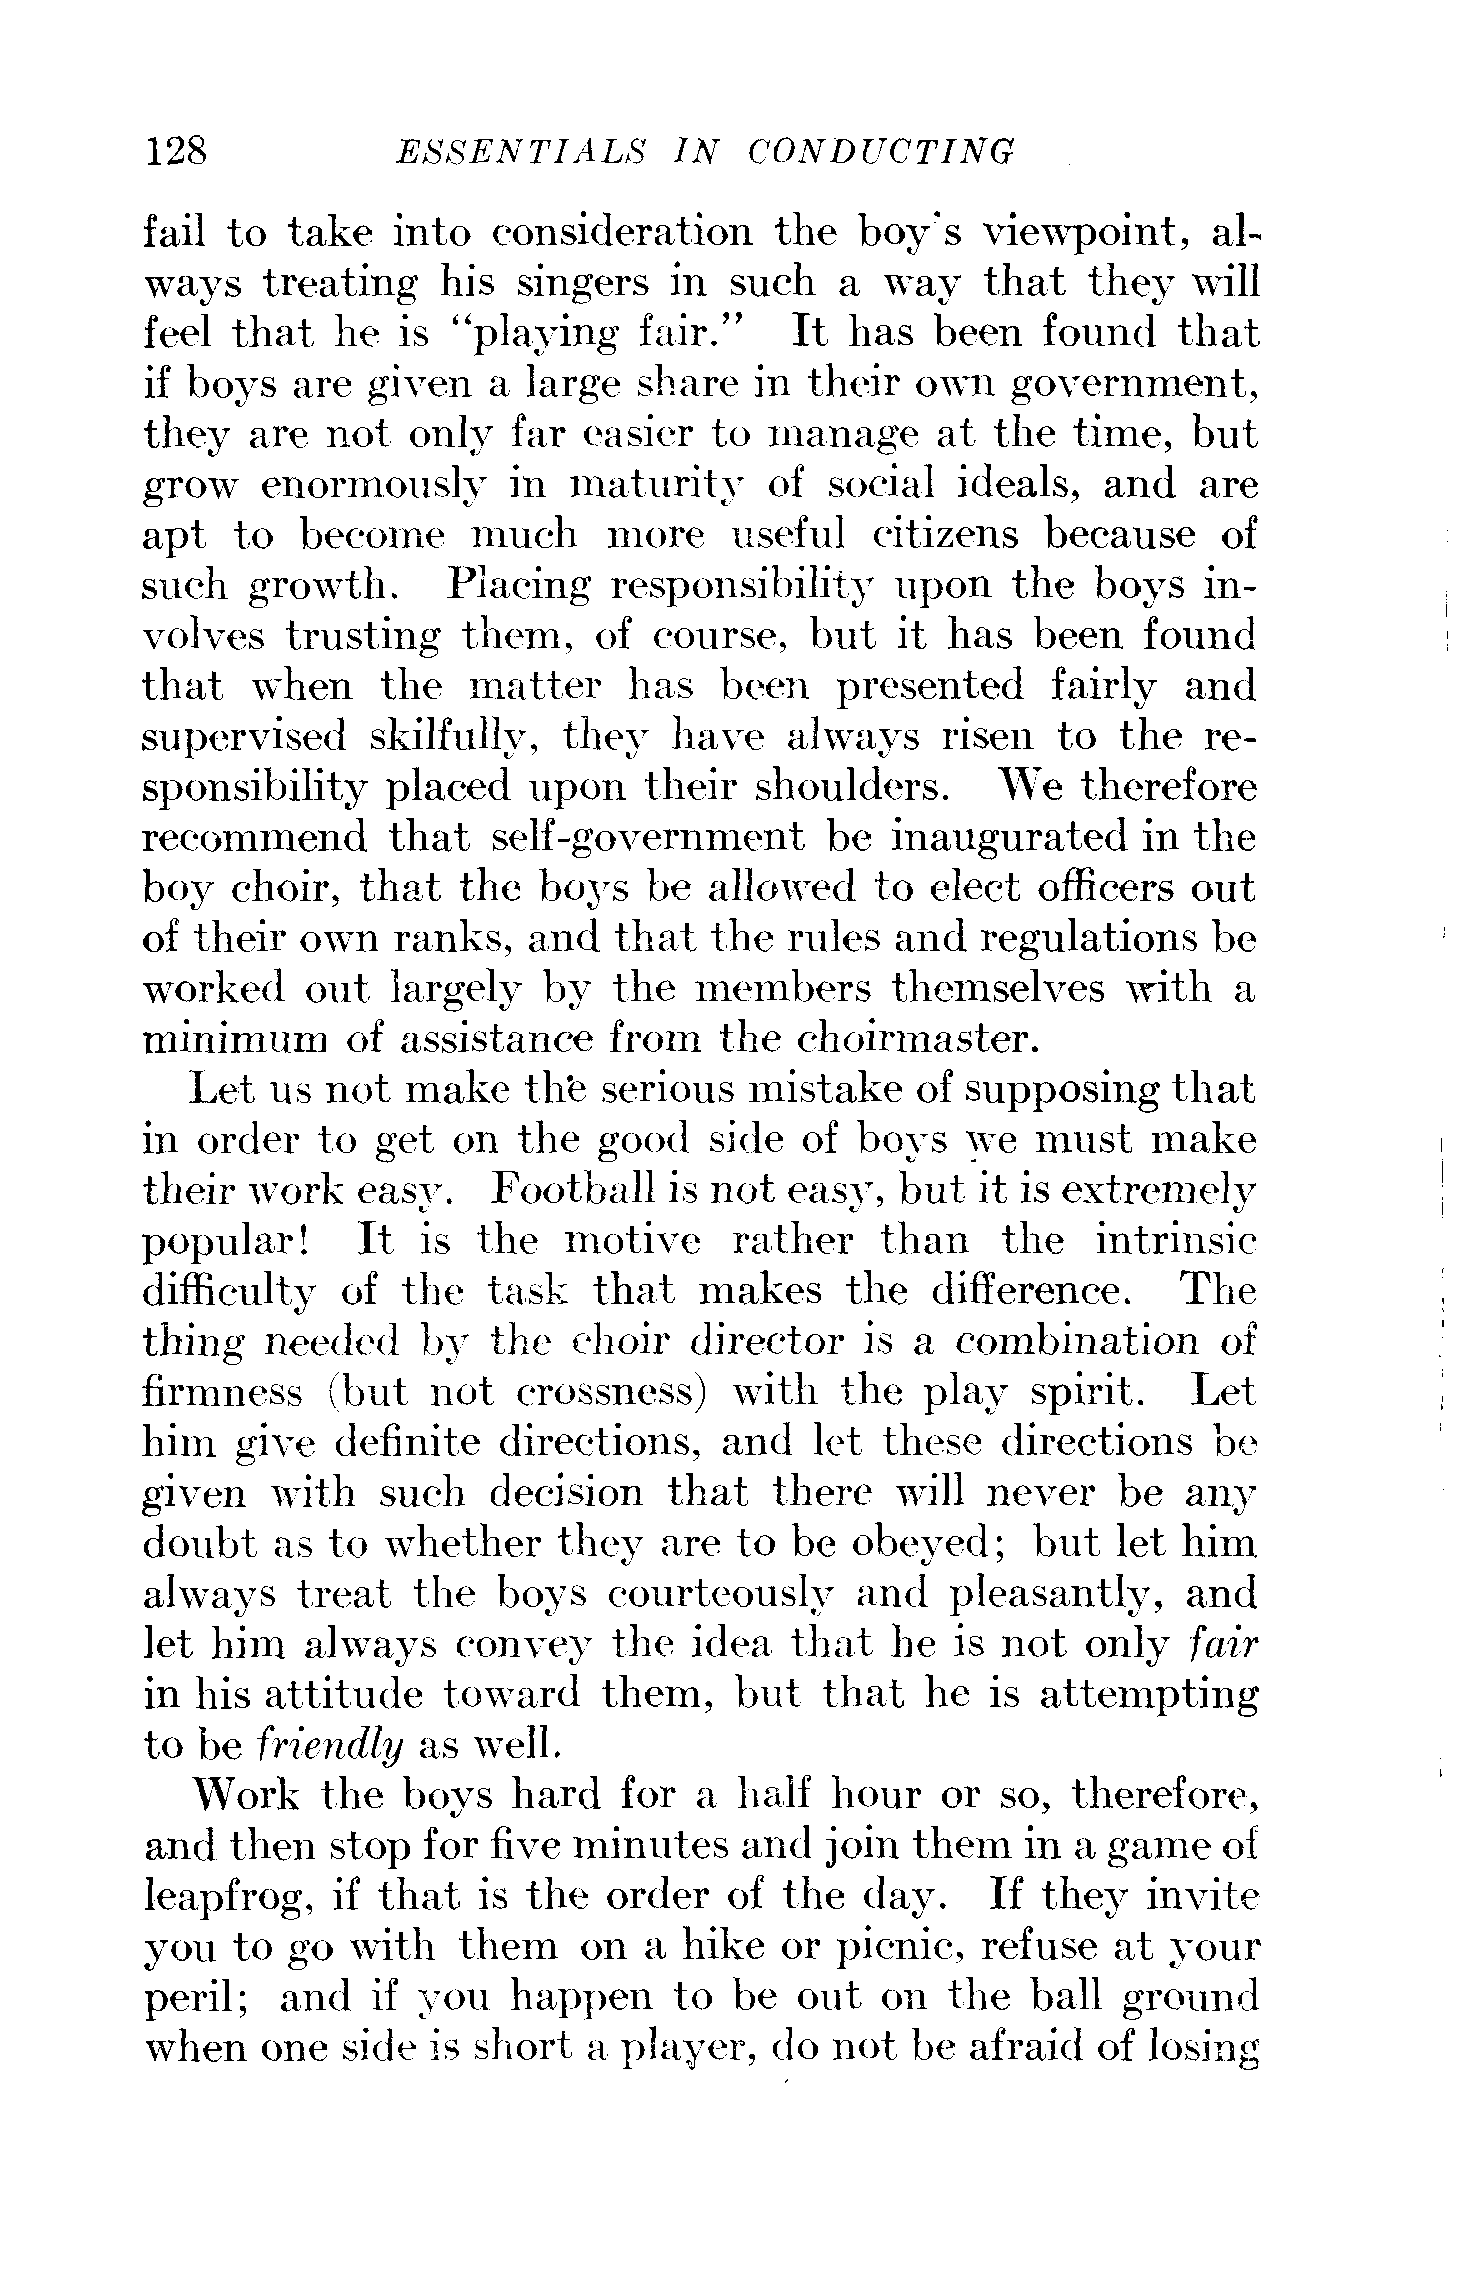 128 ESSENTIALS IN CONDUCTING
fail to take into consideration the boy's viewpoint, al-
ways treating his singers in such a way that they will
feel that he is "playing fair." It has been found that
if boys are given a large share in their own government,
they are not only far easier to manage at the time, but
grow enormously in maturity of social ideals, and are
apt to become much more useful citizens because of
such growth. Placing responsibility upon the boys in-
volves trusting them, of course, but it has been found
that when the matter has been presented fairly and
supervised skilfully, they have always risen to the re-
sponsibility placed upon their shoulders. We therefore
recommend that self-government be inaugurated in the
boy choir, that the boys be allowed to elect officers out
of their own ranks, and that the rules and regulations be
worked out largely by the members themselves with a
minimum of assistance from the choirmaster.
Let us not make the serious mistake of supposing that
in order to get on the good side of boys we must make
their work easy. Football is not easy, but it is extremely
popular! It is the motive rather than the intrinsic
difficulty of the task that makes the difference. The
thing needed by the choir director is a combination of
firmness (but not crossness) with the play spirit. Let
him give definite directions, and let these directions be
given with such decision that there will never be any
doubt as to whether they are to be obeyed; but let him
always treat the boys courteously and pleasantly, and
let him always convey the idea that he is not only fair
in his attitude toward them, but that he is attempting
to be friendly as well.
Work the boys hard for a half hour or so, therefore,
and then stop for five minutes and join them in a game of
leapfrog, if that is the order of the day. If they invite
you to go with them on a hike or picnic, refuse at your
peril; and if you happen to be out on the ball ground
when one side is short a player, do not be afraid of losing